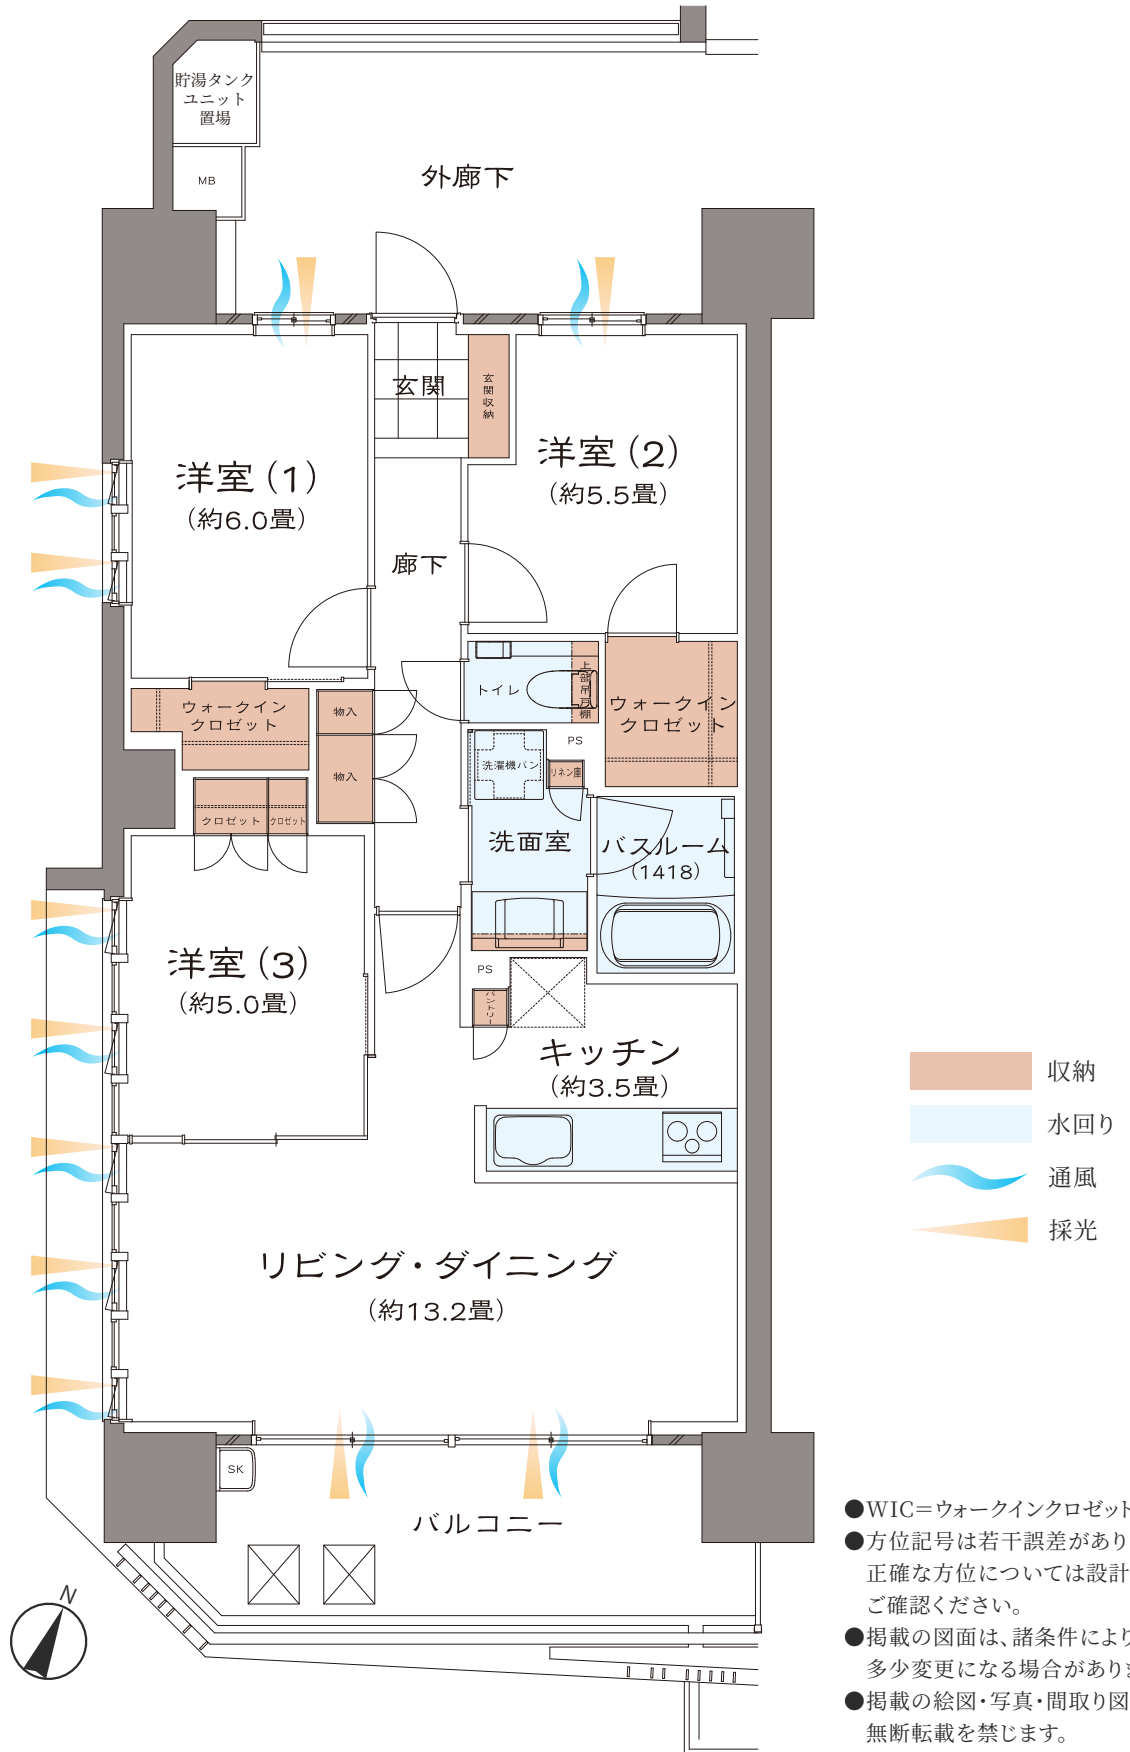 貯湯タンク
ユニット
置場
MB
外廊下
玄関
玄関収納
洋室(1)
(約6.0畳)
洋室(2)
(約5.5畳)
廊下
トイレ
上部吊戸棚
ウォークイン
クロゼット
物入
ウォークイン
クロゼット
PS
洗濯機パン
リネン庫
物入
クロゼット
クロゼット
洗面室
バスルーム
(1418)
洋室(3)
(約5.0畳)
PS
パントリー
キッチン
(約3.5畳)
収納
水回り
通風
採光
リビング・ダイニング
(約13.2畳)
SK
バルコニー
N
●WIC=ウォークインクロゼット
●方位記号は若干誤差があり
正確な方位については設計
ご確認ください。
●掲載の図面は、諸条件により
多少変更になる場合があります
●掲載の絵図・写真・間取り図
無断転載を禁じます。